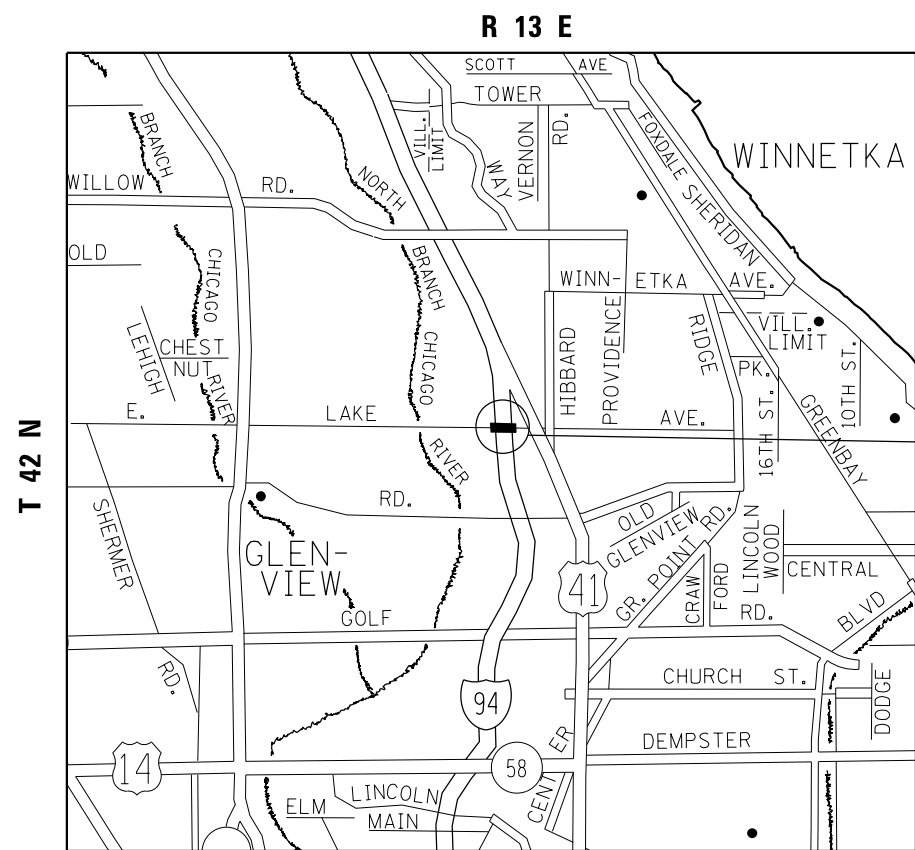 R 13 E
SCOTT AVE
TOWER
BRANCH
VILL.
LIMIT
WAY
VERNON
RD.
FOXDALE
SHERIDAN
WINNETKA
WILLOW
RD.
NORTH
OLD
CHICAGO
BRANCH
WINN- ETKA AVE.
LEHIGH
CHEST
NUT
RIVER
CHICAGO
HIBBARD
PROVIDENCE
RIDGE
VILL.
LIMIT
PK.
10TH ST.
16TH ST.
GREENBAY
E. LAKE AVE.
T 42 N
SHERMER
RIVER
RD.
OLD
GLENVIEW
RD.
GLEN-
VIEW
LINCOLN
WOOD
CENTRAL
41
GR. POINT
CRAW
FORD
GOLF
RD.
BLVD
RD.
CHURCH ST.
DODGE
94
DEMPSTER
14
58
CENT ER
ELM
LINCOLN
MAIN